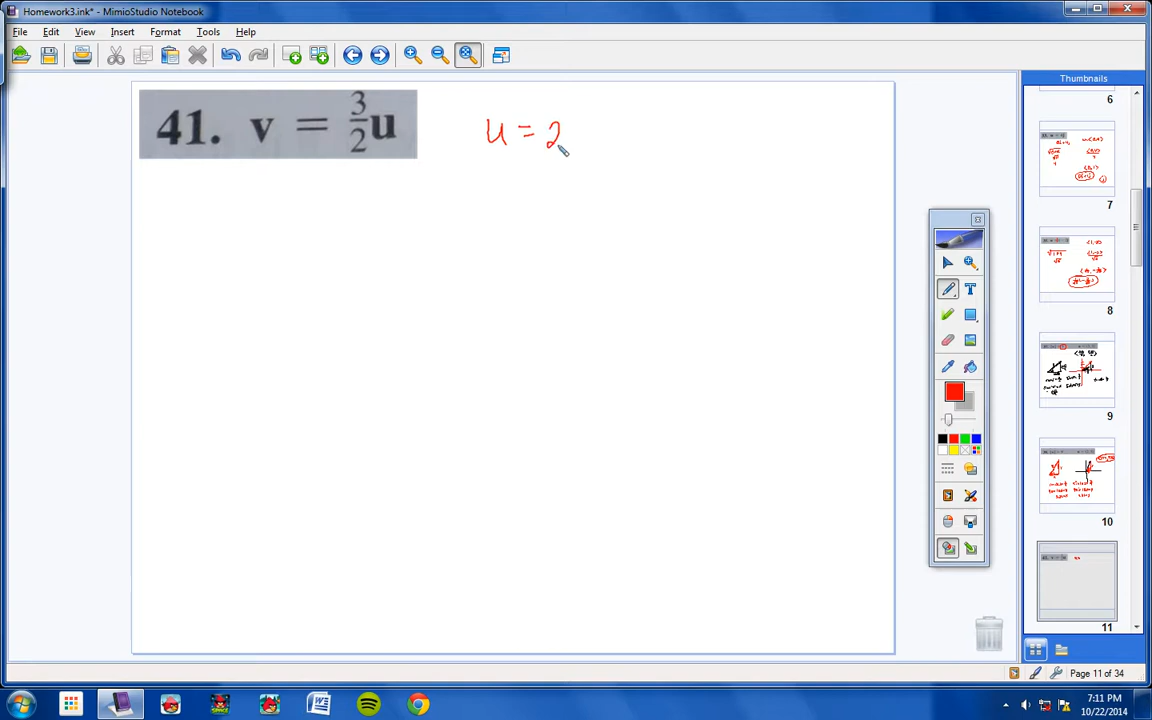 Homework3.ink* - MimioStudio Notebook
File Edit View Insert Format Tools Help
Thumbnails
41. v = 3/2 u
u = 2
6
7
8
9
10
11
Page 11 of 34
7:11 PM
10/22/2014